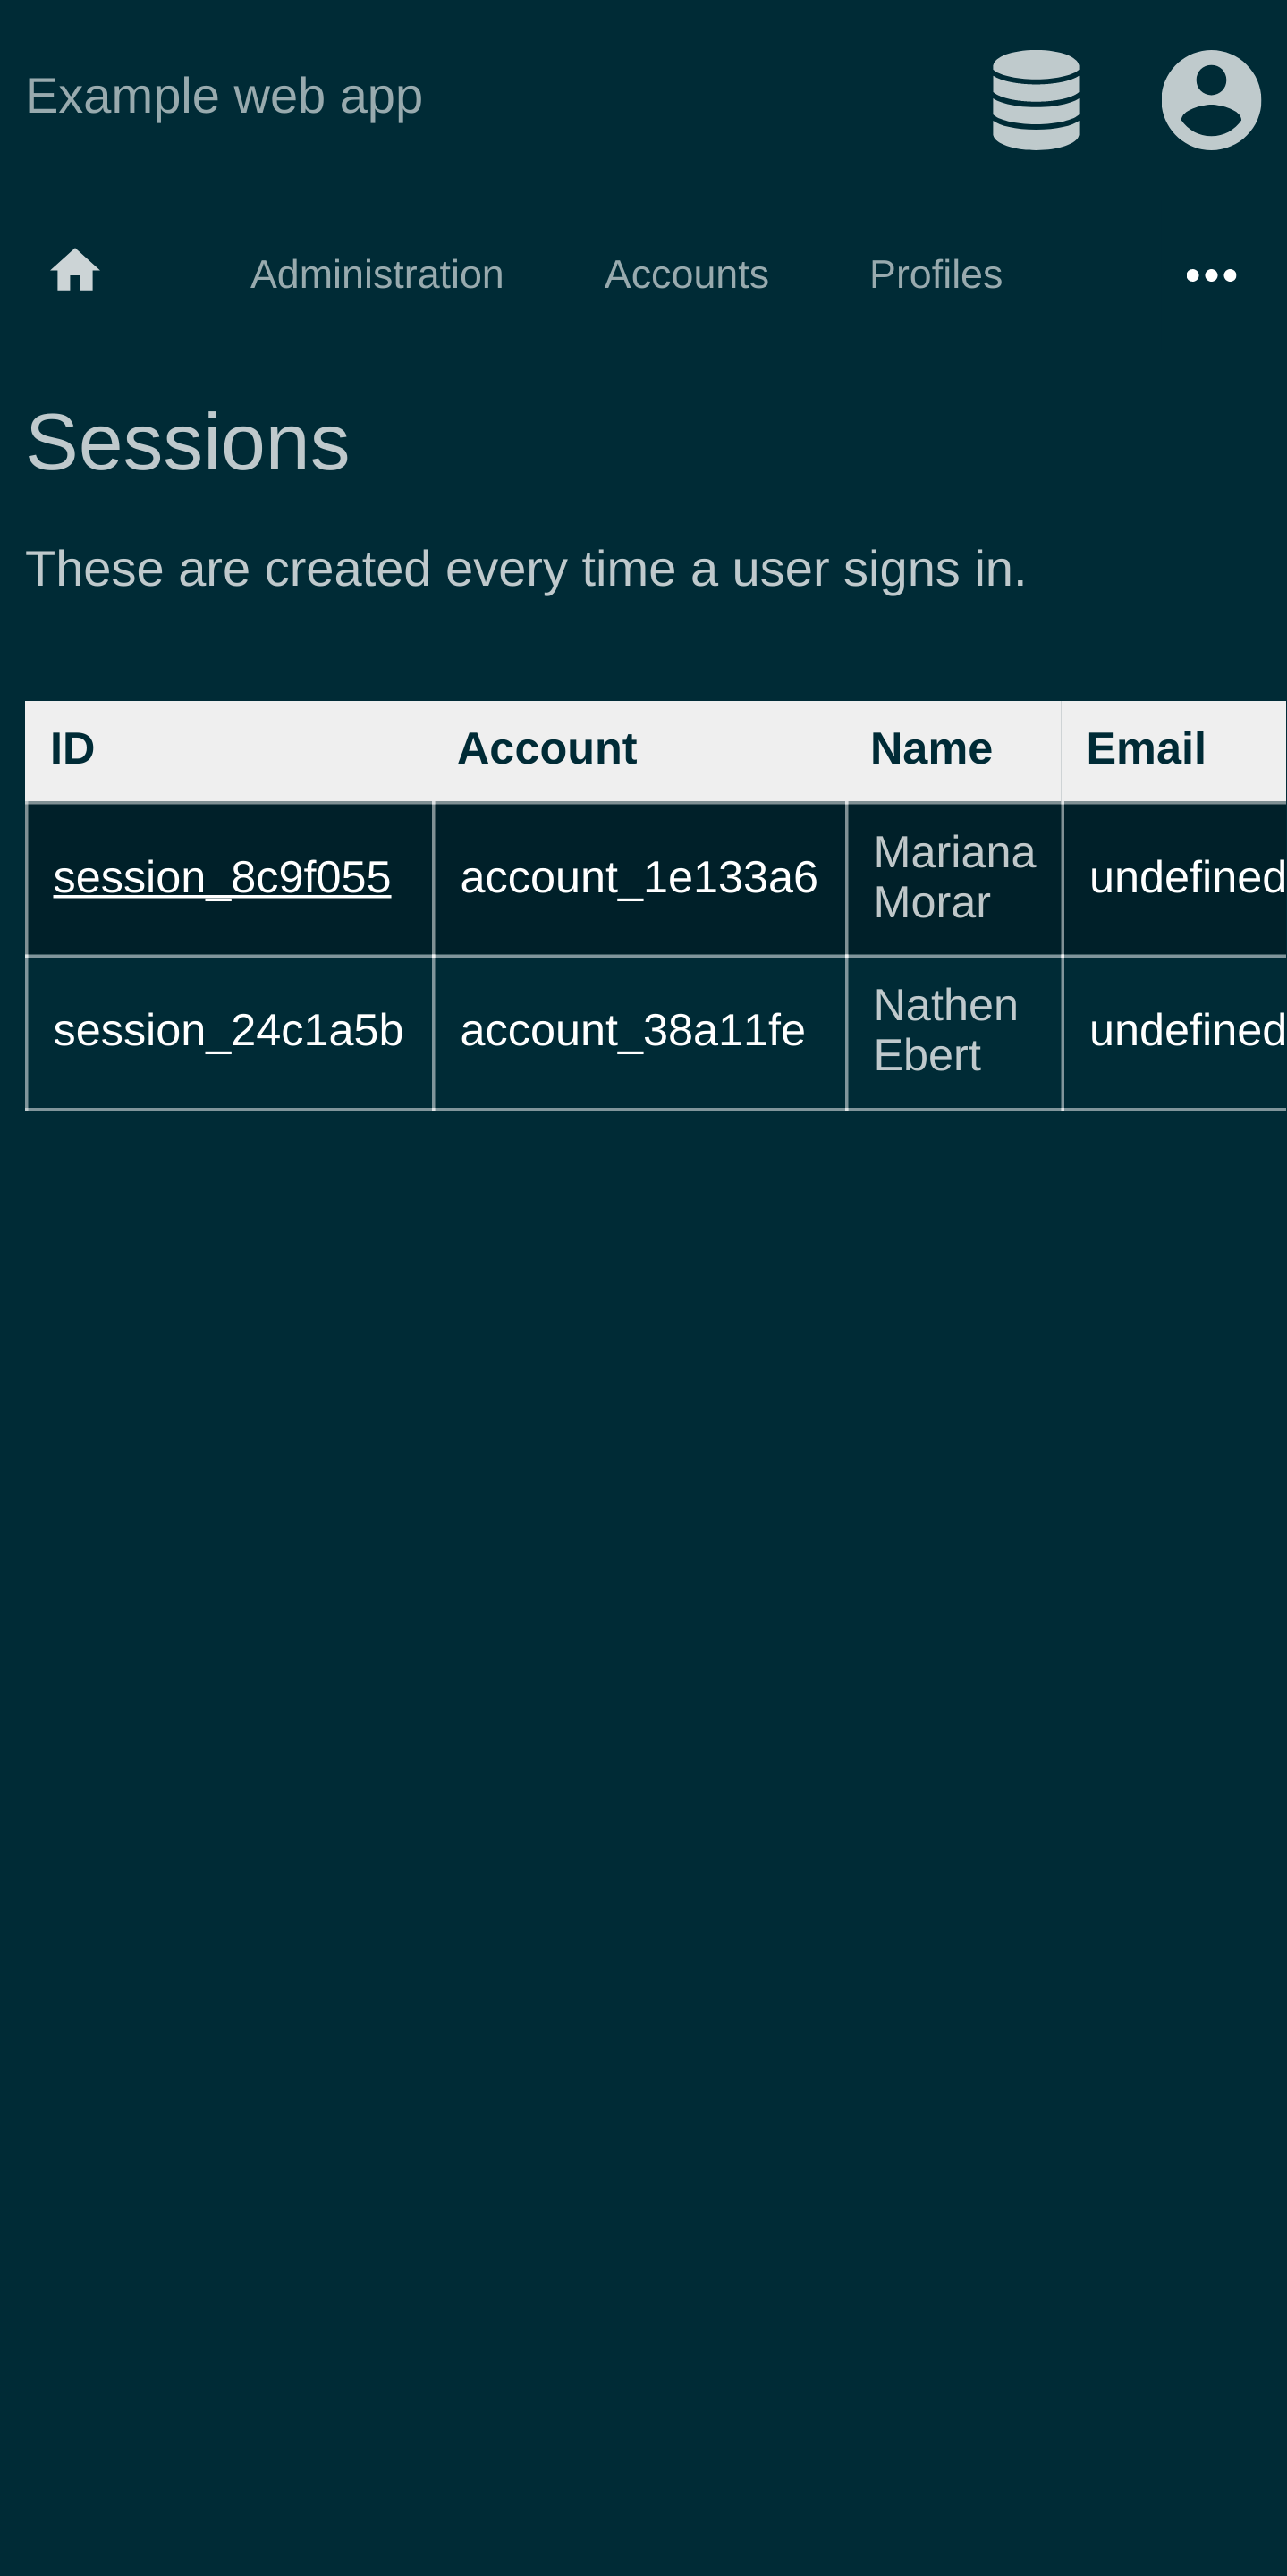 Example web app
Administration Accounts Profiles
Sessions
These are created every time a user signs in.
ID Account Name Email
session_8c9f055 account_1e133a6 Mariana Morar undefined
session_24c1a5b account_38a11fe Nathen Ebert undefined